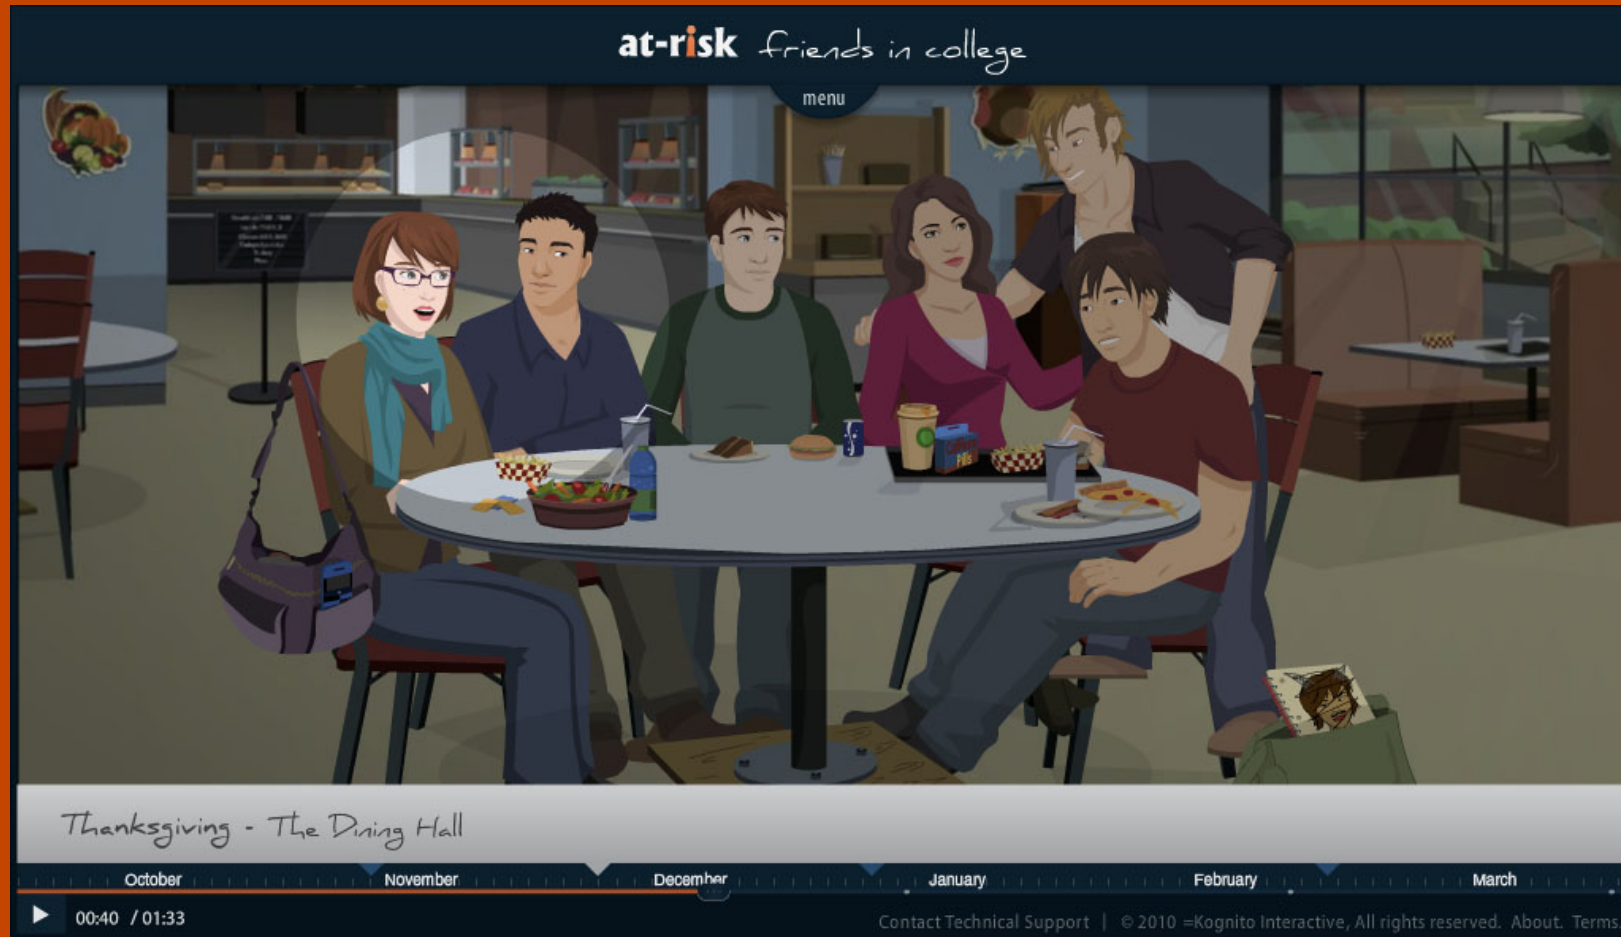 at-risk friends in college
menu
Pills
Thanksgiving - The Dining Hall
October November December January February March
00:40 / 01:33
Contact Technical Support | © 2010 =Kognito Interactive, All rights reserved. About. Terms